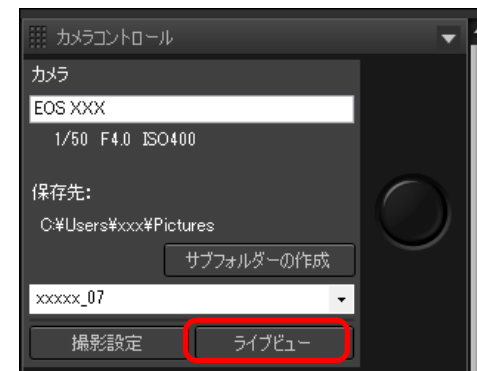 カメラコントロール
カメラ
EOS XXX
1/50 F4.0 ISO400
保存先:
C:¥Users¥xxx¥Pictures
サブフォルダーの作成
xxxxx_07
撮影設定 ライブビュー